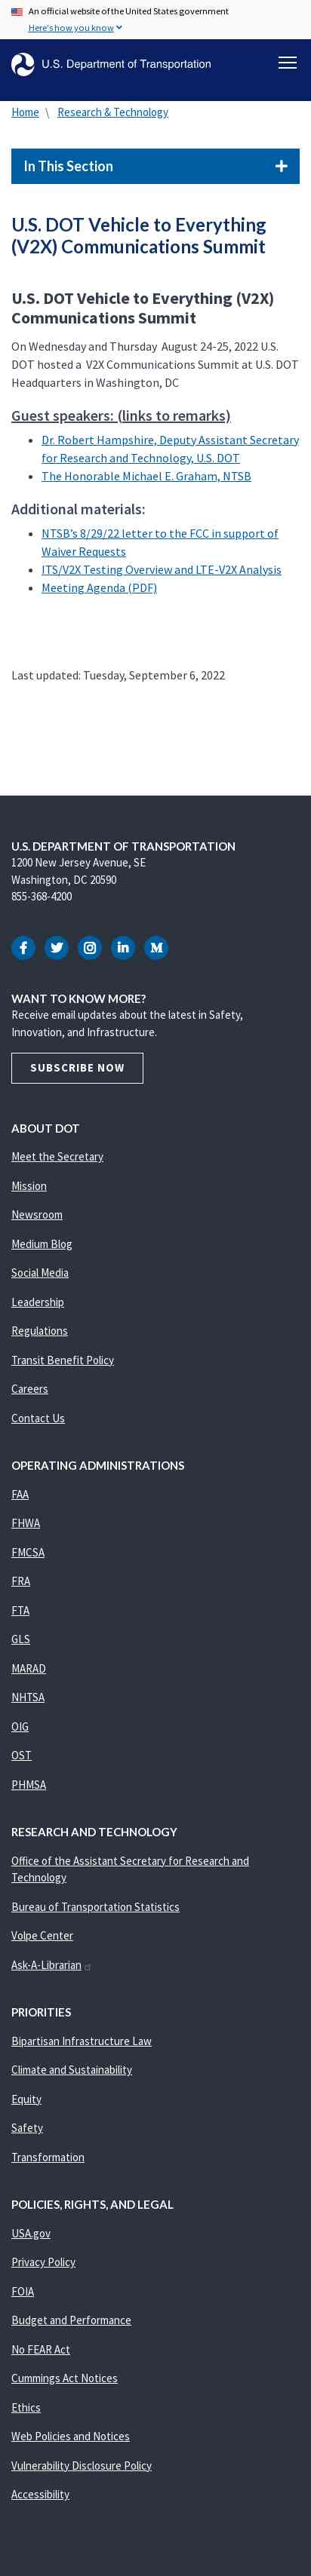 An official website of the United States government
Here's how you know
U.S. Department of Transportation
Home \ Research & Technology
In This Section +
U.S. DOT Vehicle to Everything
(V2X) Communications Summit
U.S. DOT Vehicle to Everything (V2X)
Communications Summit
On Wednesday and Thursday August 24-25, 2022 U.S.
DOT hosted a V2X Communications Summit at U.S. DOT
Headquarters in Washington, DC
Guest speakers: (links to remarks)
• Dr. Robert Hampshire, Deputy Assistant Secretary
for Research and Technology, U.S. DOT
• The Honorable Michael E. Graham, NTSB
Additional materials:
• NTSB's 8/29/22 letter to the FCC in support of
Waiver Requests
• ITS/V2X Testing Overview and LTE-V2X Analysis
• Meeting Agenda (PDF)
Last updated: Tuesday, September 6, 2022
U.S. DEPARTMENT OF TRANSPORTATION
1200 New Jersey Avenue, SE
Washington, DC 20590
855-368-4200
WANT TO KNOW MORE?
Receive email updates about the latest in Safety,
Innovation, and Infrastructure.
SUBSCRIBE NOW
ABOUT DOT
Meet the Secretary
Mission
Newsroom
Medium Blog
Social Media
Leadership
Regulations
Transit Benefit Policy
Careers
Contact Us
OPERATING ADMINISTRATIONS
FAA
FHWA
FMCSA
FRA
FTA
GLS
MARAD
NHTSA
OIG
OST
PHMSA
RESEARCH AND TECHNOLOGY
Office of the Assistant Secretary for Research and
Technology
Bureau of Transportation Statistics
Volpe Center
Ask-A-Librarian
PRIORITIES
Bipartisan Infrastructure Law
Climate and Sustainability
Equity
Safety
Transformation
POLICIES, RIGHTS, AND LEGAL
USA.gov
Privacy Policy
FOIA
Budget and Performance
No FEAR Act
Cummings Act Notices
Ethics
Web Policies and Notices
Vulnerability Disclosure Policy
Accessibility